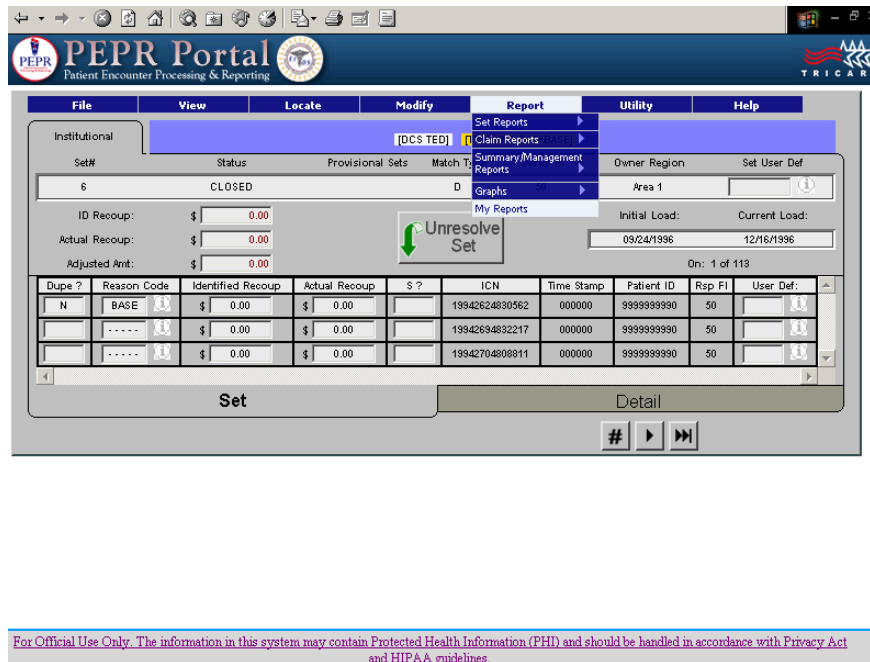 PEPR
PEPR Portal
Patient Encounter Processing & Reporting
TRICAR
File View Locate Modify Report Utility Help
Set Reports
Institutional [DCS TED] Claim Reports
Set# Status Provisional Sets Match Ty Summary/Management Reports Owner Region Set User Def
6 CLOSED D 50 Area 1
Graphs
My Reports
ID Recoup: $ 0.00 Unresolve Set Initial Load: Current Load:
Actual Recoup: $ 0.00 09/24/1996 12/16/1996
Adjusted Amt: $ 0.00 On: 1 of 113
Dupe ? Reason Code Identified Recoup Actual Recoup S ? ICN Time Stamp Patient ID Rsp FI User Def:
N BASE $ 0.00 $ 0.00 19942624830562 000000 9999999990 50
----- $ 0.00 $ 0.00 19942694832217 000000 9999999990 50
----- $ 0.00 $ 0.00 19942704808811 000000 9999999990 50
Set Detail
#
For Official Use Only. The information in this system may contain Protected Health Information (PHI) and should be handled in accordance with Privacy Act
and HIPAA guidelines.